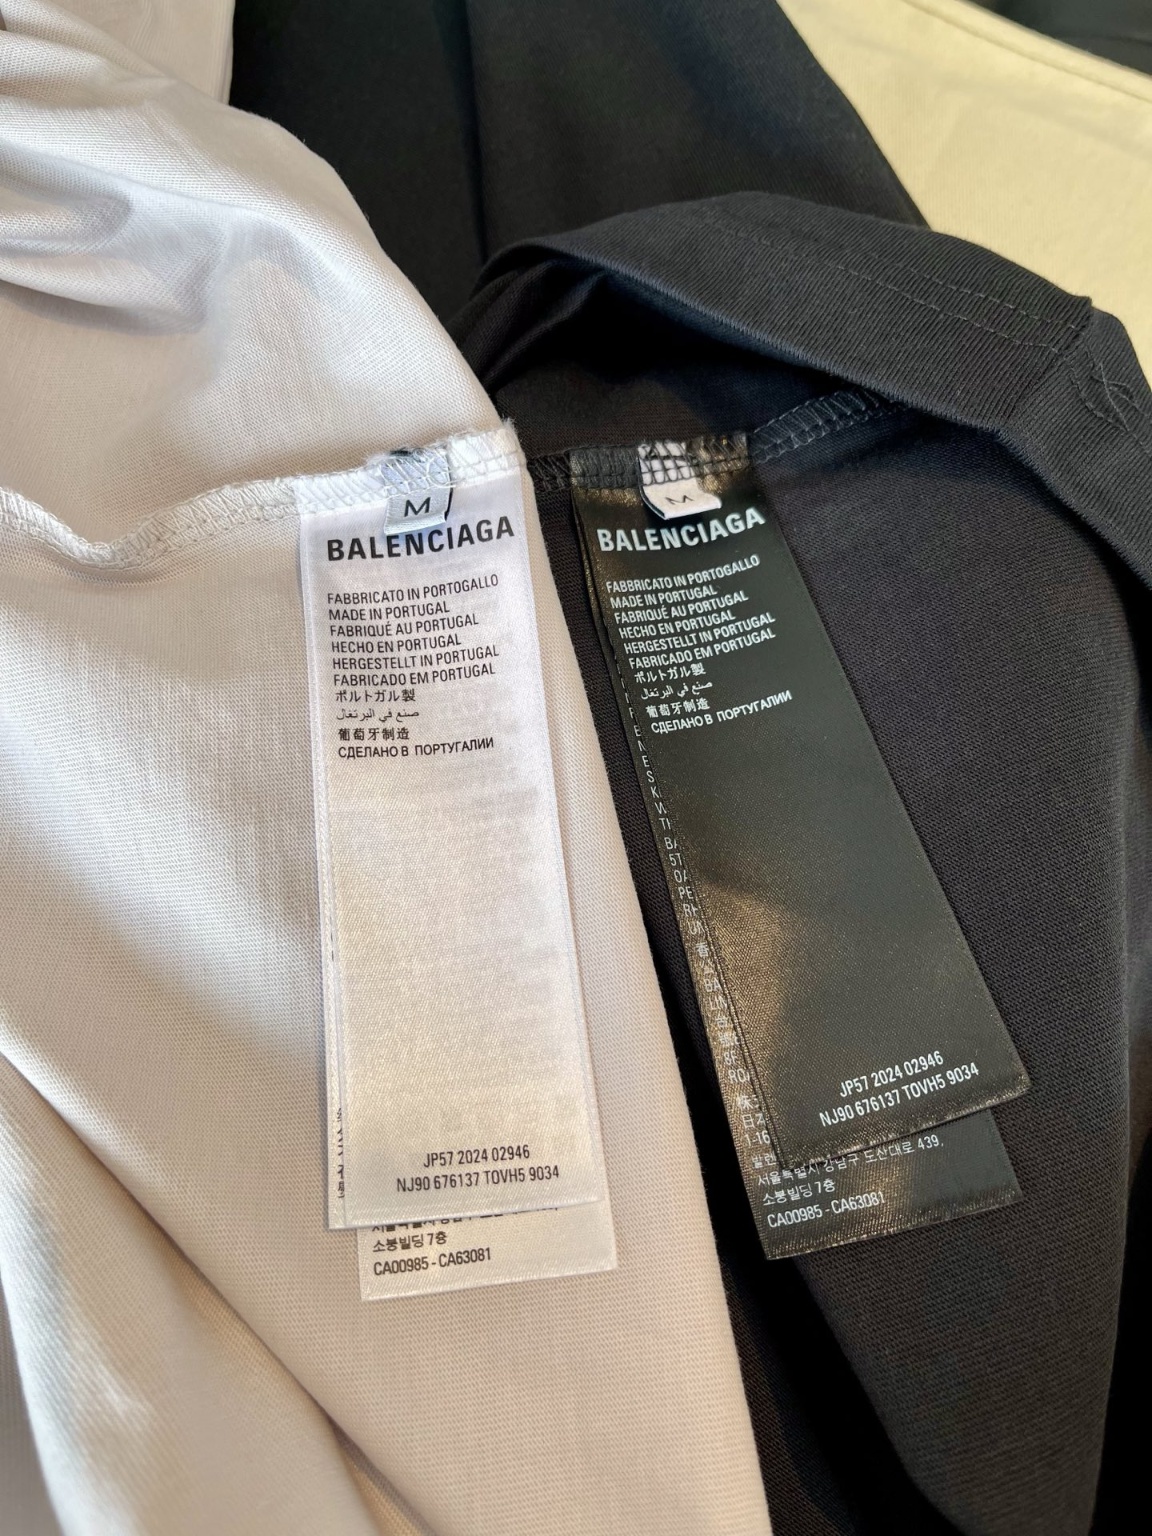 M
BALENCIAGA
FABBRICATO IN PORTOGALLO
MADE IN PORTUGAL
FABRIQUÉ AU PORTUGAL
HECHO EN PORTUGAL
HERGESTELLT IN PORTUGAL
FABRICADO EM PORTUGAL
ポルトガル製
صنع في البرتغال
葡萄牙制造
СДЕЛАНО В ПОРТУГАЛИИ
JP57 2024 02946
NJ90 676137 TOVH5 9034
소봉빌딩 7층
CA00985 - CA63081
M
BALENCIAGA
FABBRICATO IN PORTOGALLO
MADE IN PORTUGAL
FABRIQUÉ AU PORTUGAL
HECHO EN PORTUGAL
HERGESTELLT IN PORTUGAL
FABRICADO EM PORTUGAL
ポルトガル製
صنع في البرتغال
葡萄牙制造
СДЕЛАНО В ПОРТУГАЛИИ
JP57 2024 02946
NJ90 676137 TOVH5 9034
서울특별시 강남구 도산대로 439,
소봉빌딩 7층
CA00985 - CA63081